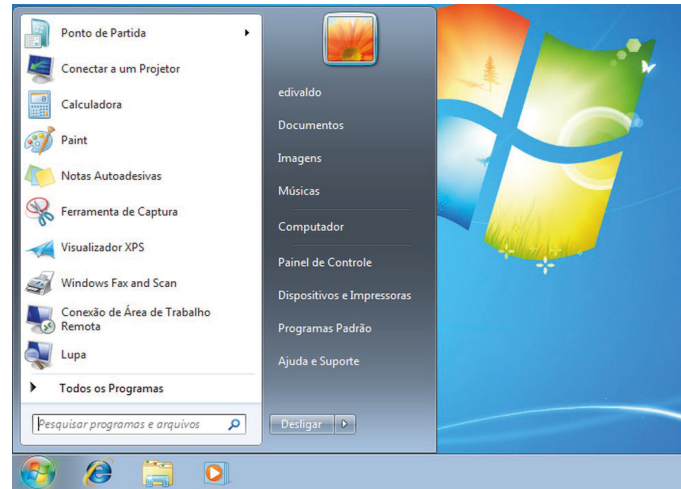 Ponto de Partida
Conectar a um Projetor
Calculadora
Paint
Notas Autoadesivas
Ferramenta de Captura
Visualizador XPS
Windows Fax and Scan
Conexão de Área de Trabalho
Remota
Lupa
Todos os Programas
Pesquisar programas e arquivos
edivaldo
Documentos
Imagens
Músicas
Computador
Painel de Controle
Dispositivos e Impressoras
Programas Padrão
Ajuda e Suporte
Desligar